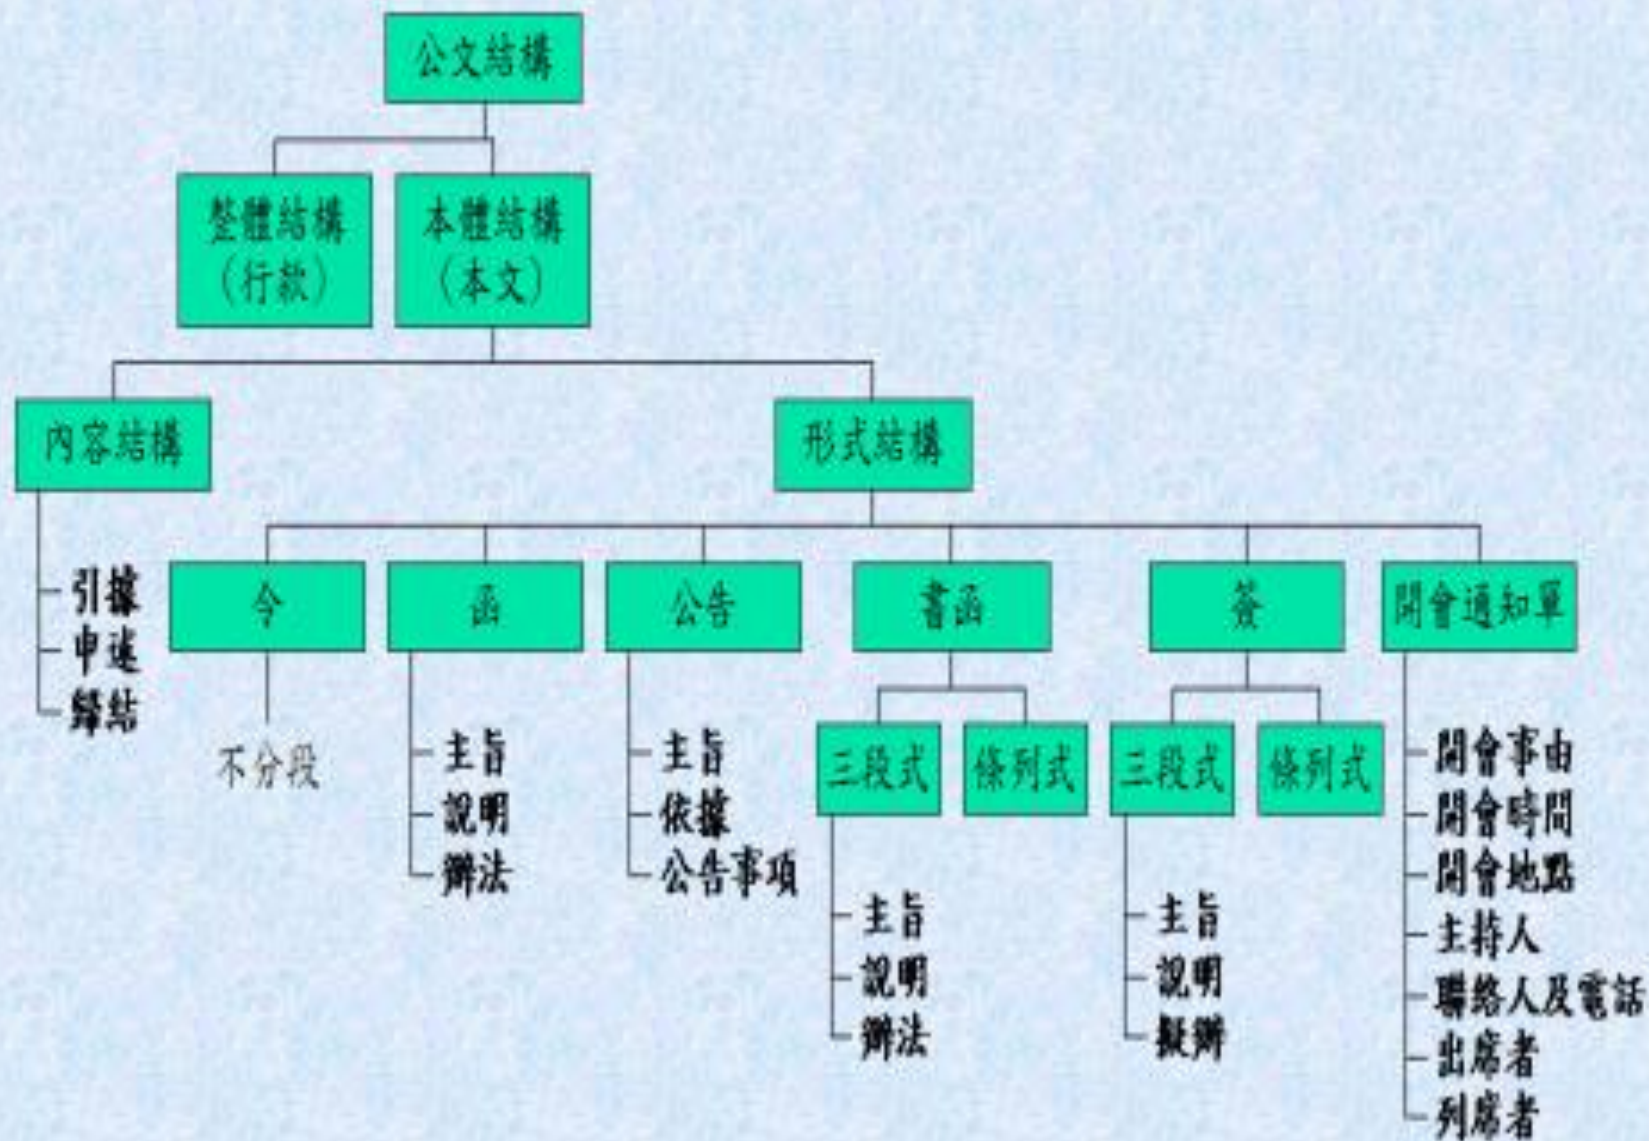 公文結構
整體結構
(行款)
本體結構
(本文)
內容結構
形式結構
引據
申述
歸結
令
函
公告
書函
簽
開會通知單
不分段
主旨
說明
辦法
主旨
依據
公告事項
三段式
條列式
三段式
條列式
主旨
說明
辦法
主旨
說明
擬辦
開會事由
開會時間
開會地點
主持人
聯絡人及電話
出席者
列席者